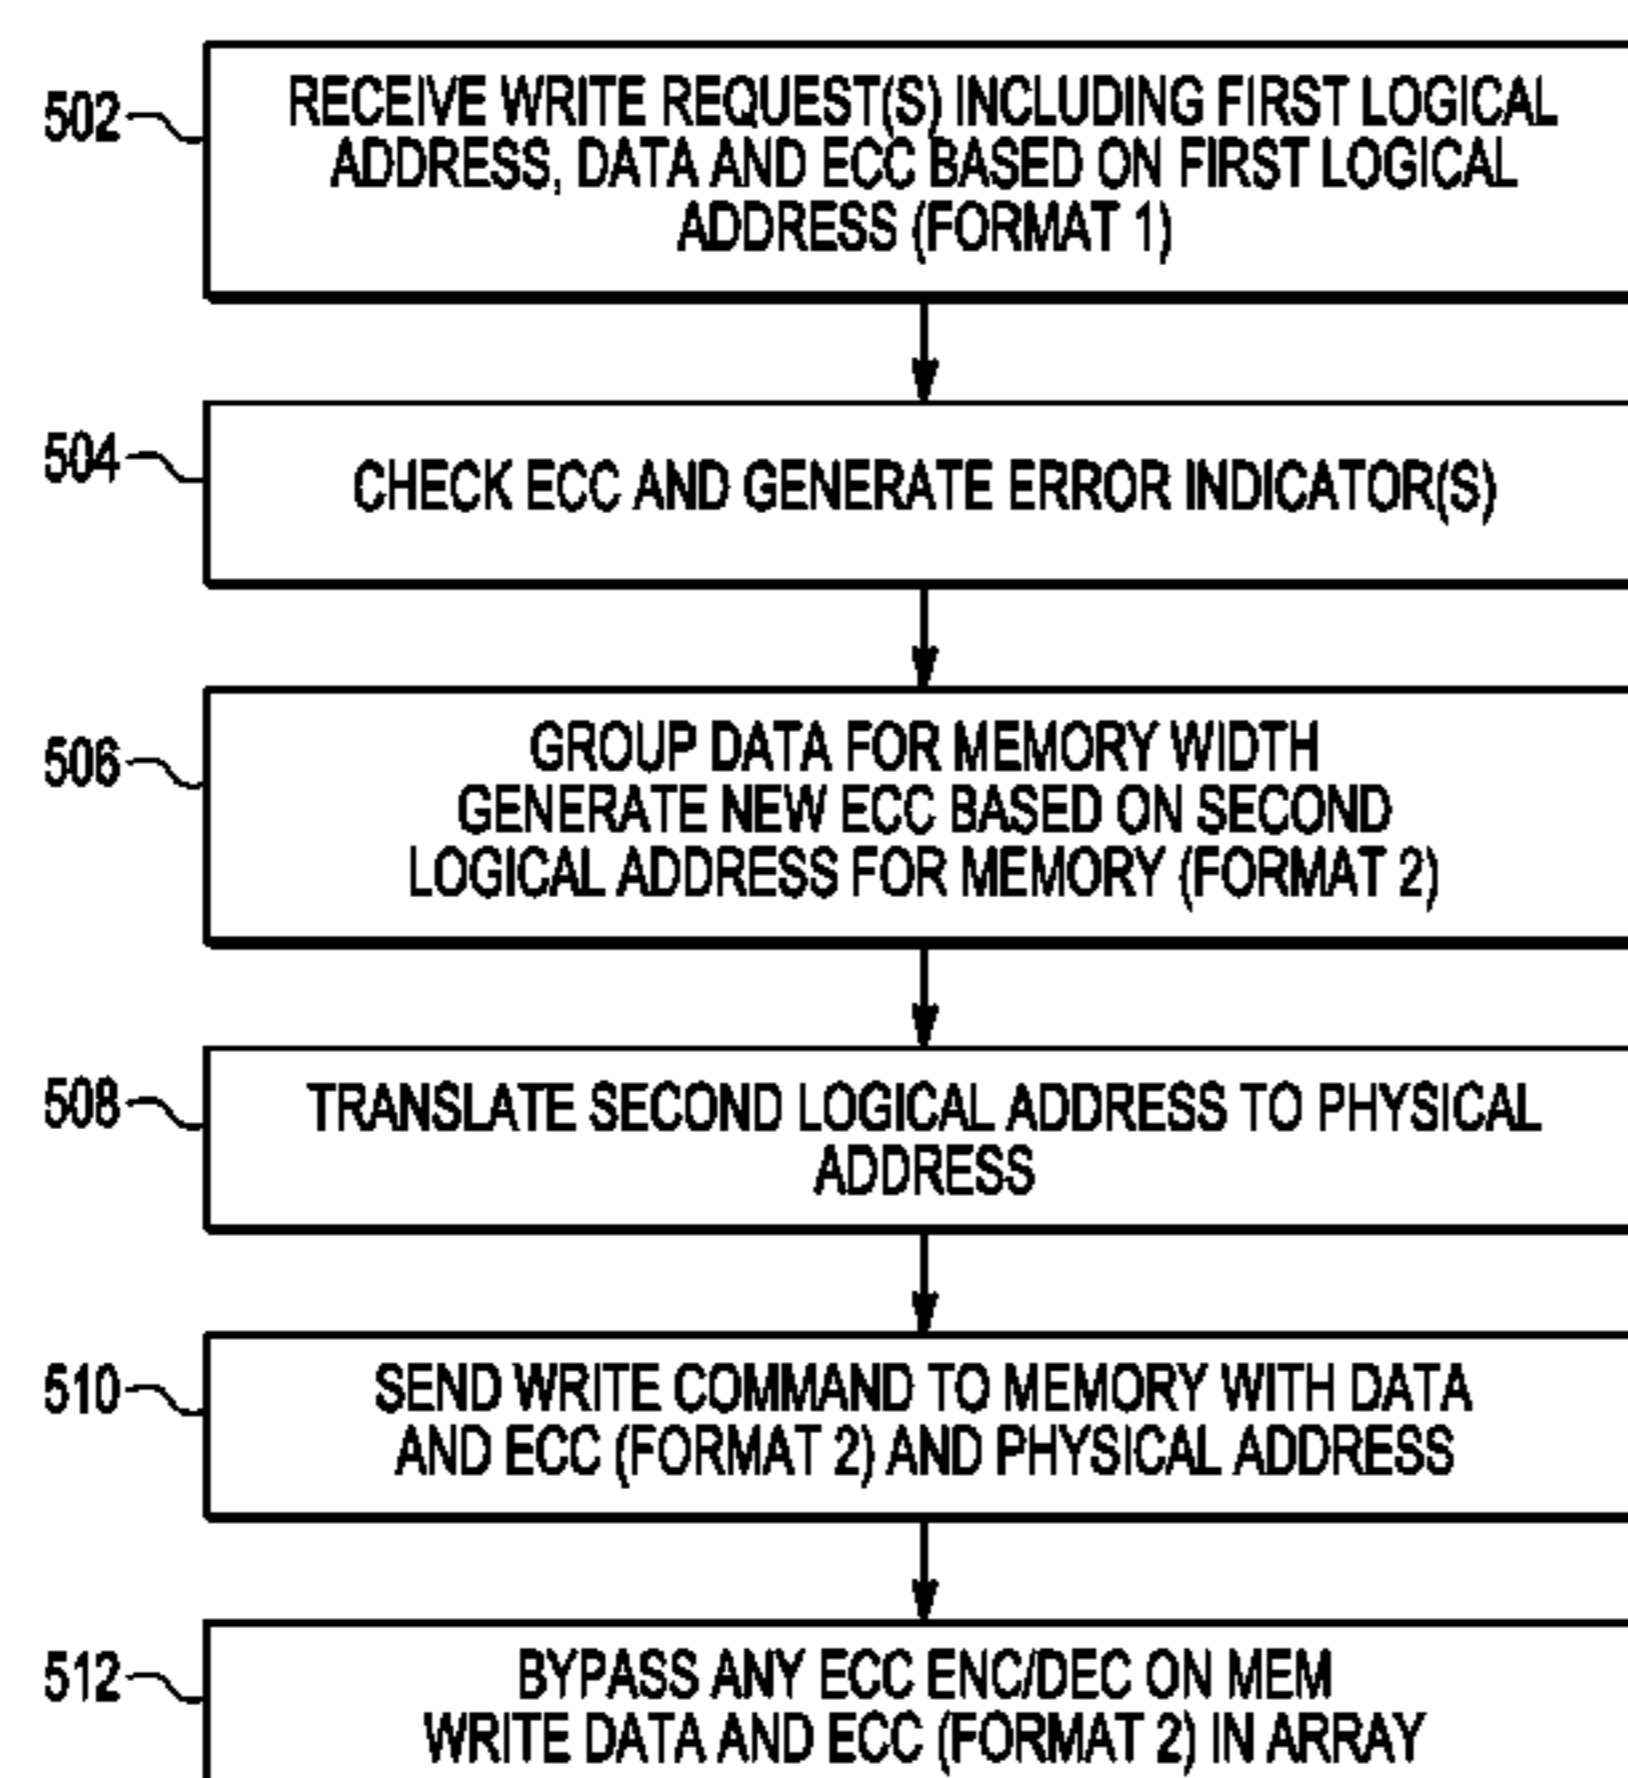 502
RECEIVE WRITE REQUEST(S) INCLUDING FIRST LOGICAL
ADDRESS, DATA AND ECC BASED ON FIRST LOGICAL
ADDRESS (FORMAT 1)
504
CHECK ECC AND GENERATE ERROR INDICATOR(S)
506
GROUP DATA FOR MEMORY WIDTH
GENERATE NEW ECC BASED ON SECOND
LOGICAL ADDRESS FOR MEMORY (FORMAT 2)
508
TRANSLATE SECOND LOGICAL ADDRESS TO PHYSICAL
ADDRESS
510
SEND WRITE COMMAND TO MEMORY WITH DATA
AND ECC (FORMAT 2) AND PHYSICAL ADDRESS
512
BYPASS ANY ECC ENC/DEC ON MEM
WRITE DATA AND ECC (FORMAT 2) IN ARRAY